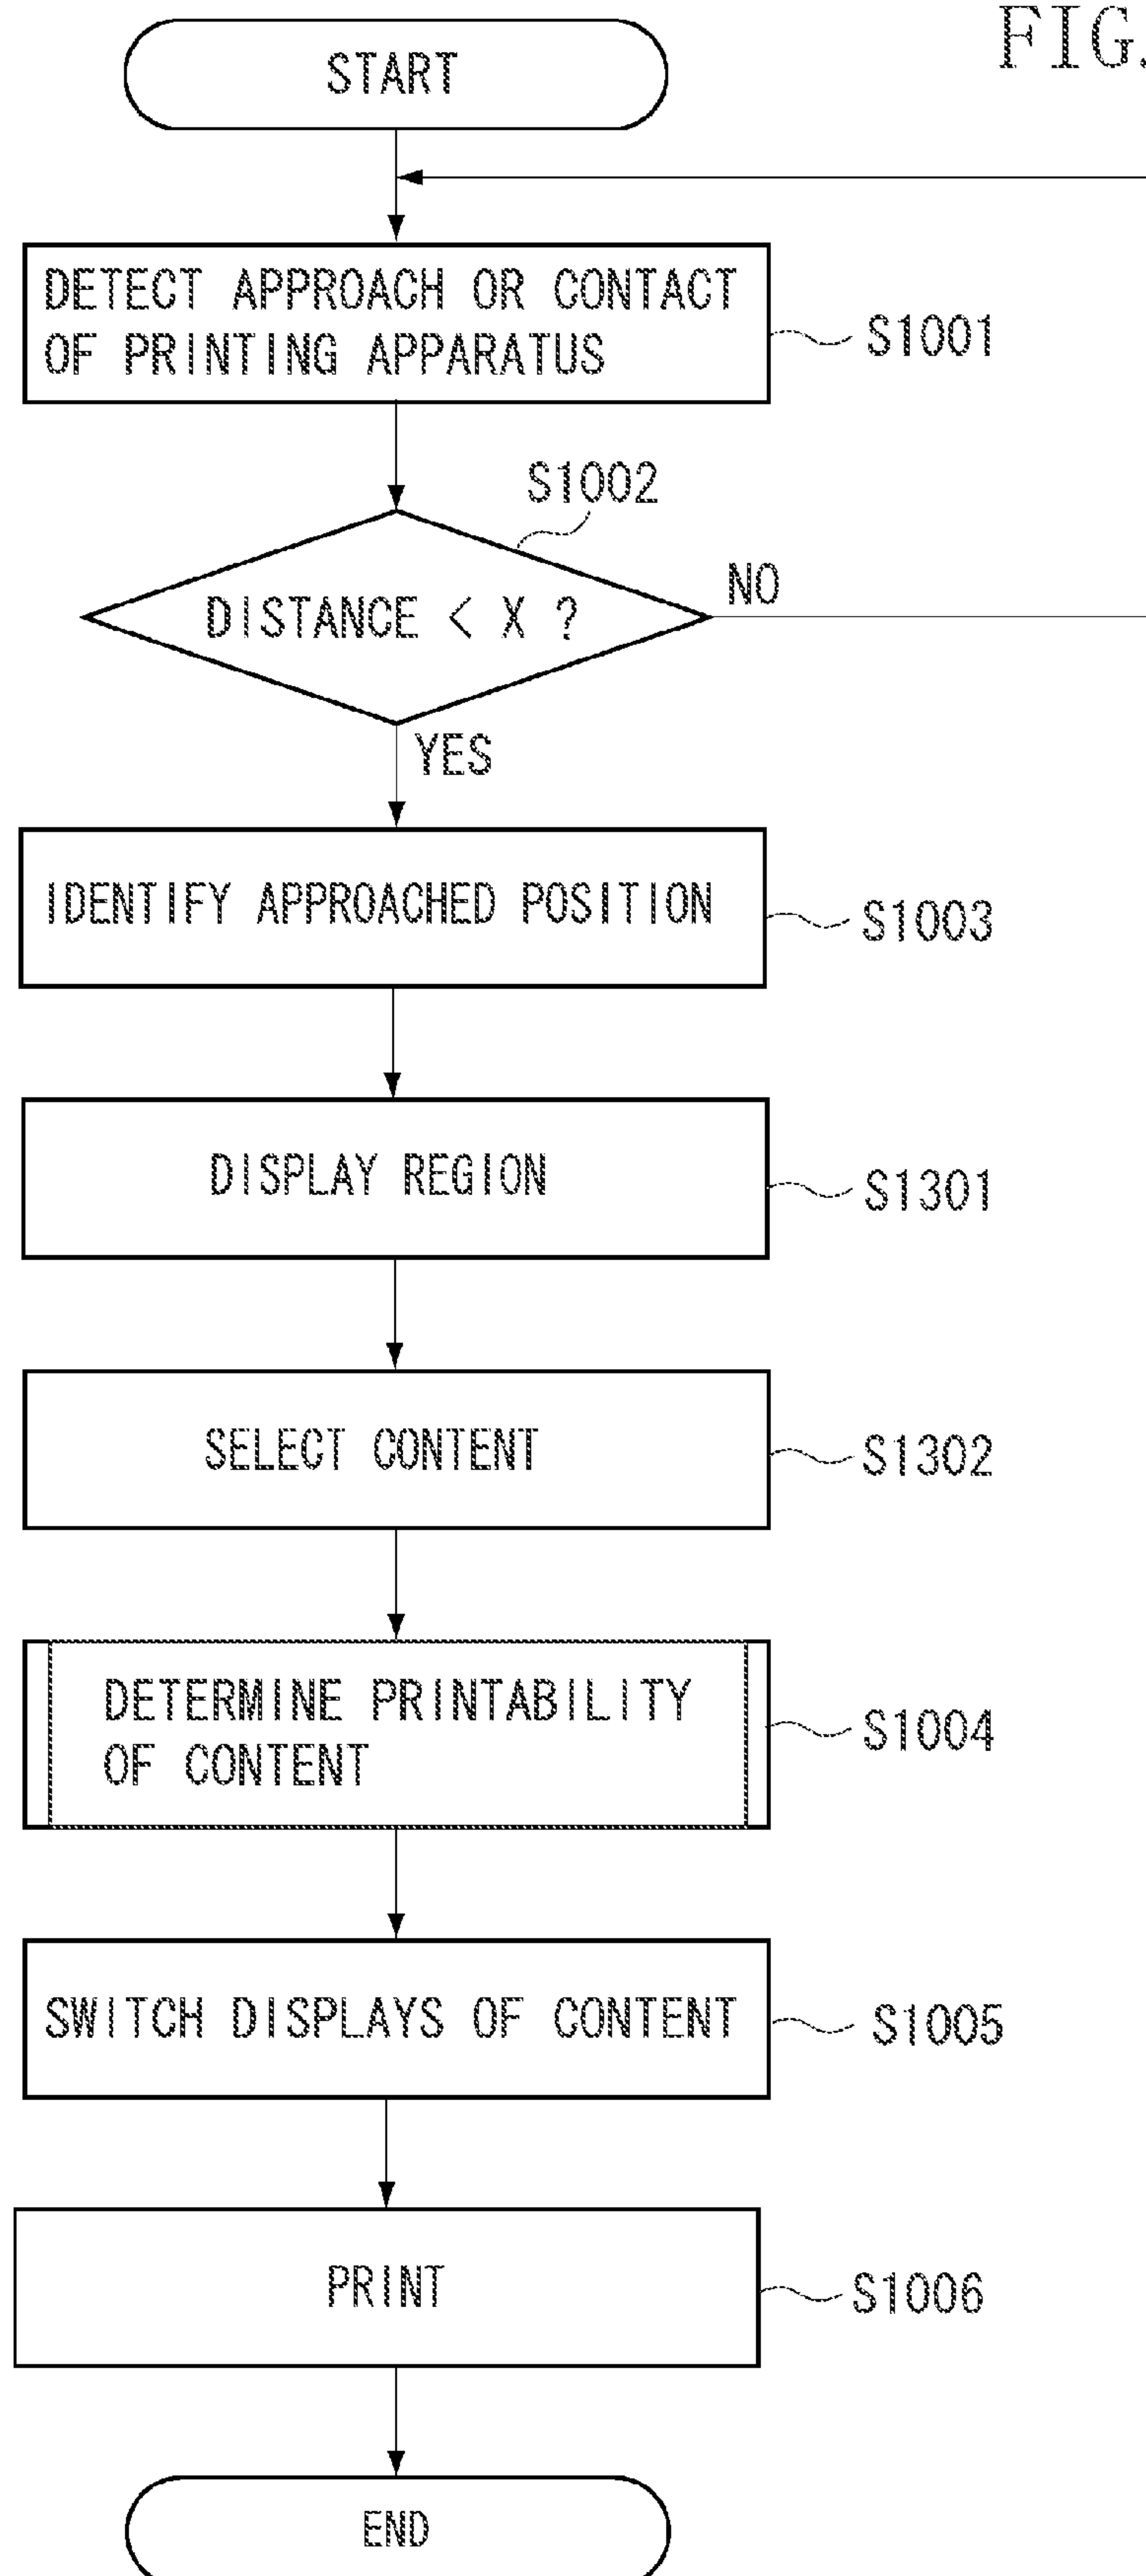 FIG.
START
DETECT APPROACH OR CONTACT
OF PRINTING APPARATUS
S1001
S1002
DISTANCE < X ?
NO
YES
IDENTIFY APPROACHED POSITION
S1003
DISPLAY REGION
S1301
SELECT CONTENT
S1302
DETERMINE PRINTABILITY
OF CONTENT
S1004
SWITCH DISPLAYS OF CONTENT
S1005
PRINT
S1006
END